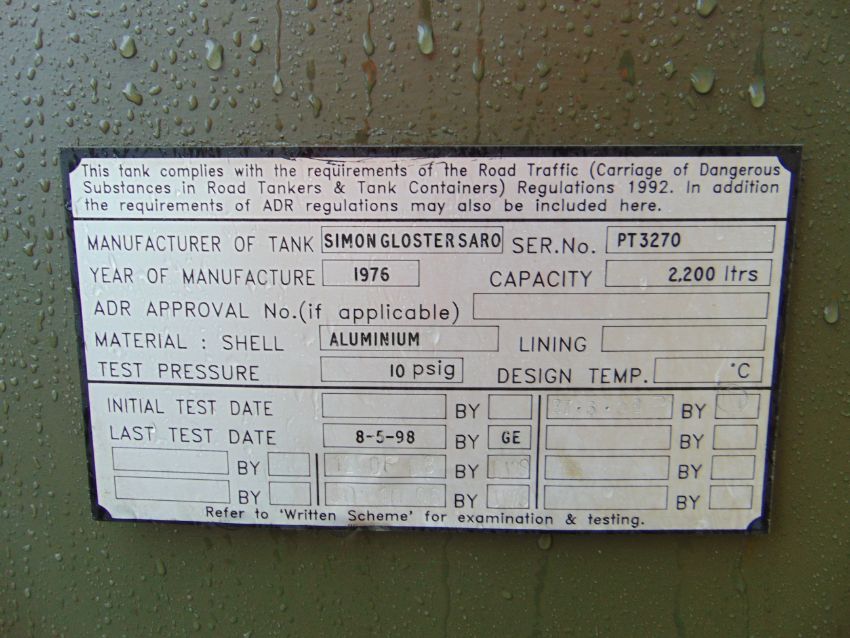 This tank complies with the requirements of the Road Traffic (Carriage of Dangerous
Substances in Road Tankers & Tank Containers) Regulations 1992. In addition
the requirements of ADR regulations may also be included here.
MANUFACTURER OF TANK SIMON GLOSTER SARO SER.No. PT3270
YEAR OF MANUFACTURE 1976 CAPACITY 2,200 ltrs
ADR APPROVAL No.(if applicable)
MATERIAL : SHELL ALUMINIUM LINING
TEST PRESSURE 10 psig DESIGN TEMP. °C
INITIAL TEST DATE BY BY
LAST TEST DATE 8-5-98 BY GE BY
BY BY BY
BY BY BY
Refer to 'Written Scheme' for examination & testing.